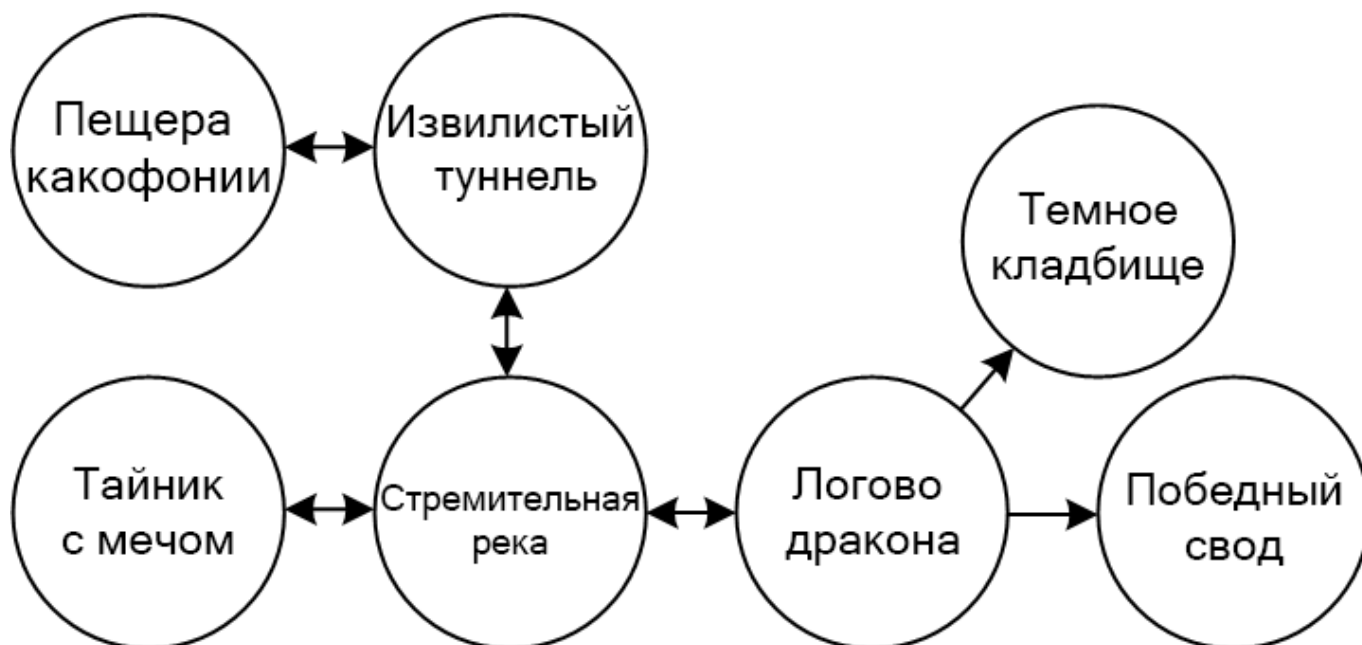 Пещера
какофонии
Извилистый
туннель
Темное
кладбище
Тайник
с мечом
Стремительная
река
Логово
дракона
Победный
свод